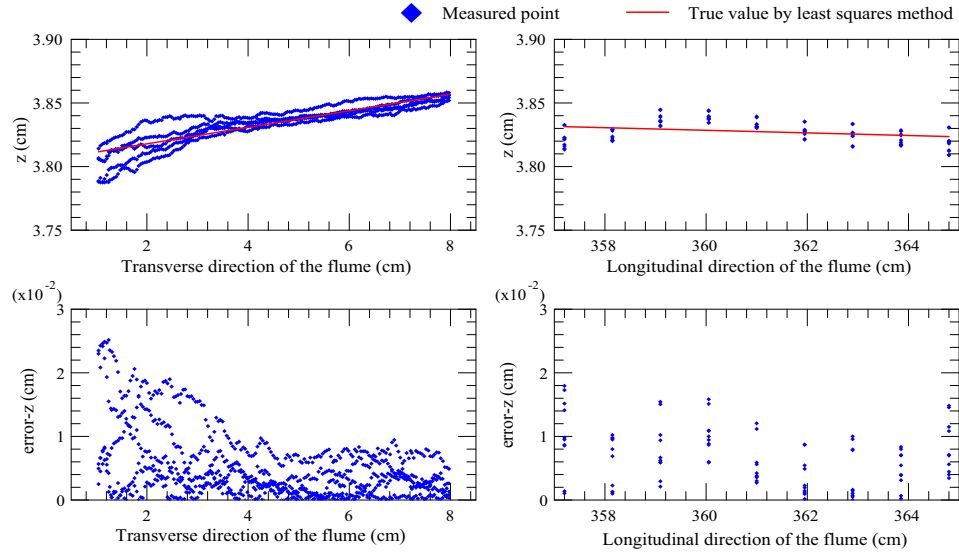 Measured point
True value by least squares method
3.90
3.85
3.80
3.75
z (cm)
2
4
6
8
Transverse direction of the flume (cm)
3.90
3.85
3.80
3.75
z (cm)
358
360
362
364
Longitudinal direction of the flume (cm)
(x10-2)
3
2
1
0
error-z (cm)
2
4
6
8
Transverse direction of the flume (cm)
(x10-2)
3
2
1
0
error-z (cm)
358
360
362
364
Longitudinal direction of the flume (cm)